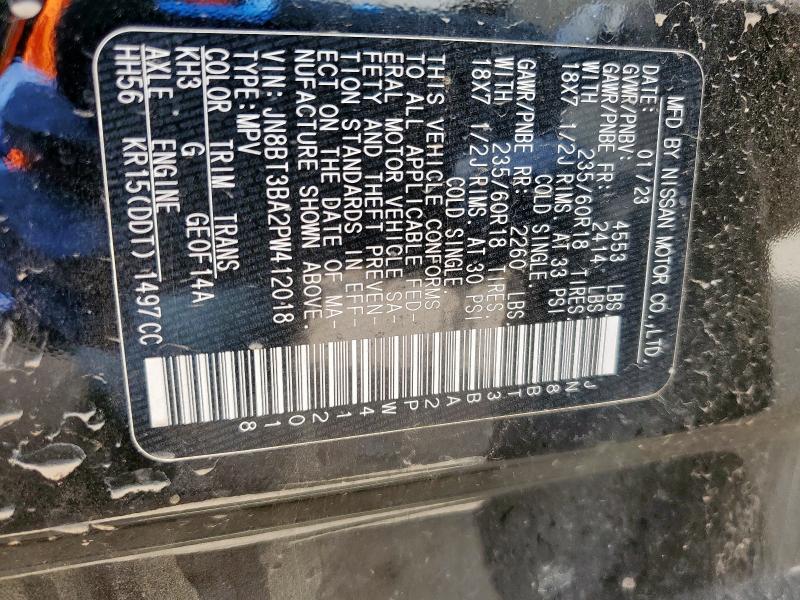 MFD BY NISSAN MOTOR CO.,LTD
DATE: 01/23
GVWR/PNBV: 4553 LBS
GAWR/PNBE FR: 2414 LBS
WITH 235/60R18 TIRES
18X7 1/2J RIMS AT 33 PSI
COLD SINGLE
GAWR/PNBE RR: 2260 LBS
WITH 235/60R18 TIRES
18X7 1/2J RIMS AT 30 PSI
COLD SINGLE
THIS VEHICLE CONFORMS
TO ALL APPLICABLE FED-
ERAL MOTOR VEHICLE SA-
FETY AND THEFT PREVEN-
TION STANDARDS IN EFF-
ECT ON THE DATE OF MA-
NUFACTURE SHOWN ABOVE.
VIN: JN8BT3BA2PW412018
TYPE: MPV
COLOR TRIM TRANS
KH3 G GEOF14A
AXLE ENGINE
HH56 KR15(DDT) 1497CC
JN8BT3BA2PW412018